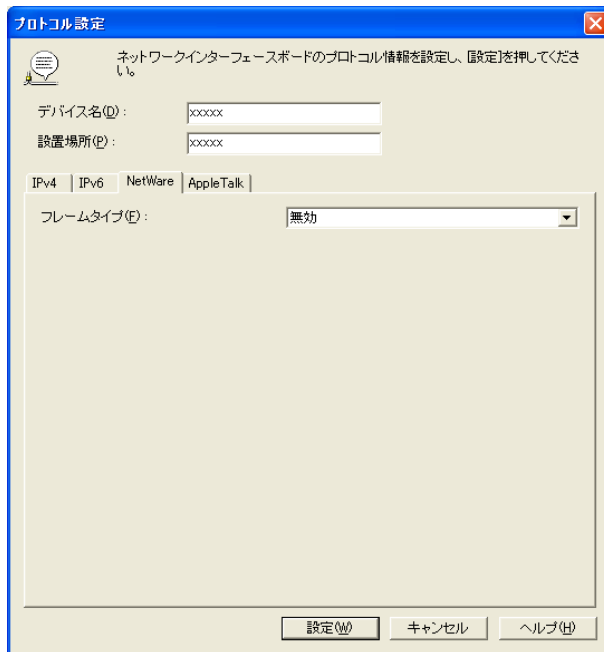 プロトコル設定
ネットワークインターフェースボードのプロトコル情報を設定し、[設定]を押してくださ
い。
デバイス名(D)：
xxxxx
設置場所(P)：
xxxxx
IPv4 IPv6 NetWare AppleTalk
フレームタイプ(F)：
無効
設定(W) キャンセル ヘルプ(H)